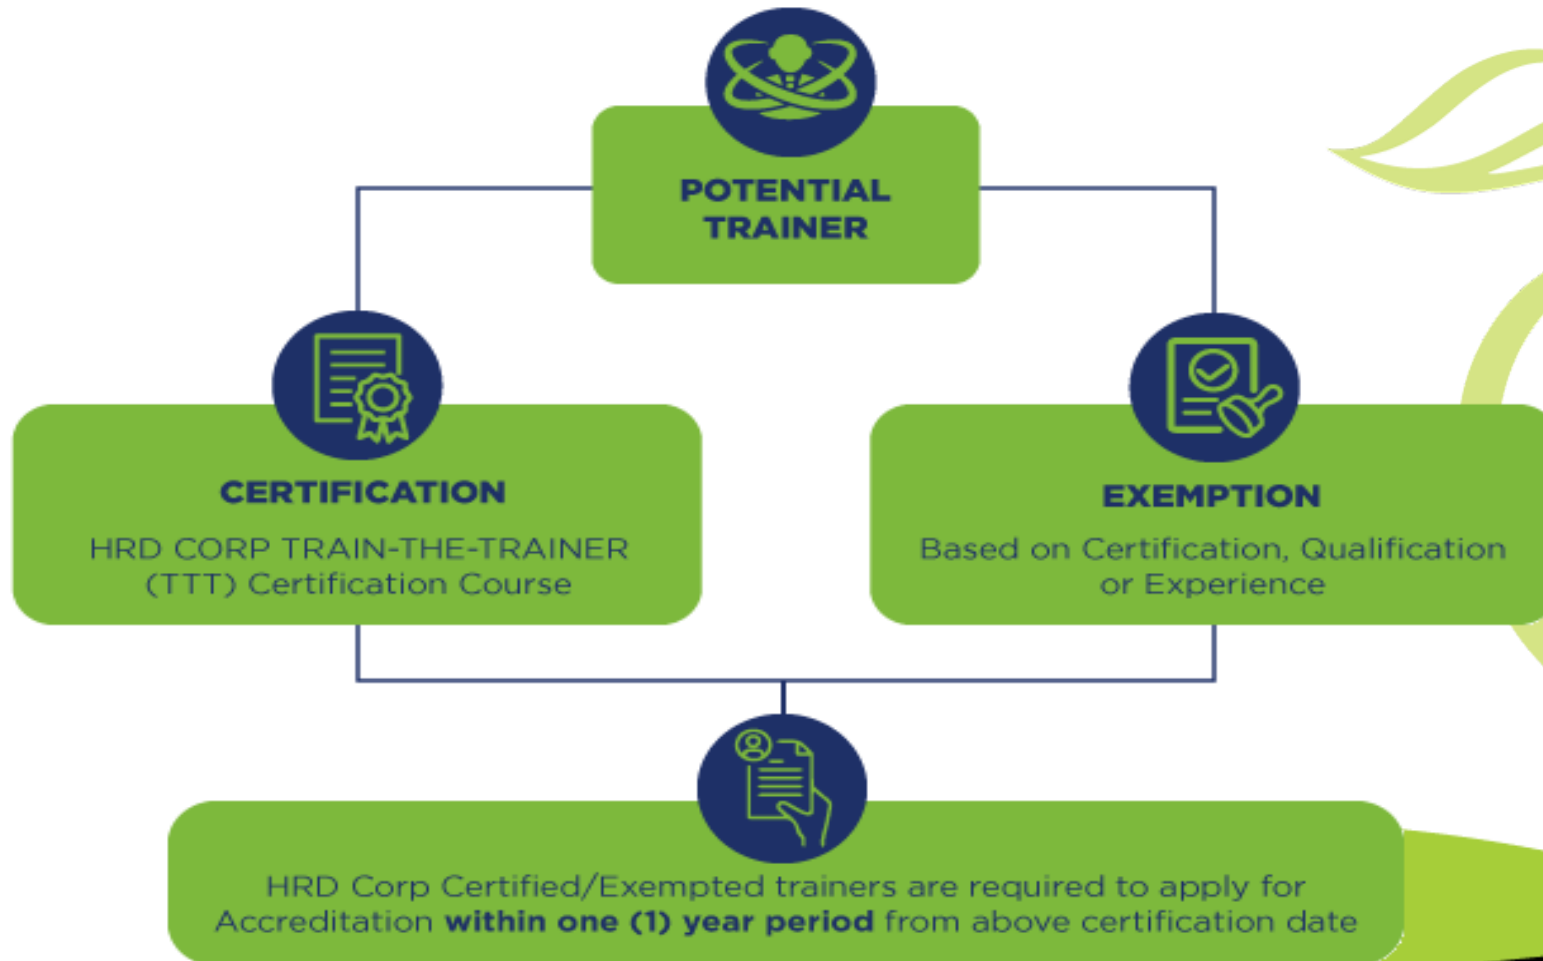 POTENTIAL
TRAINER
CERTIFICATION
HRD CORP TRAIN-THE-TRAINER
(TTT) Certification Course
EXEMPTION
Based on Certification, Qualification
or Experience
HRD Corp Certified/Exempted trainers are required to apply for
Accreditation within one (1) year period from above certification date